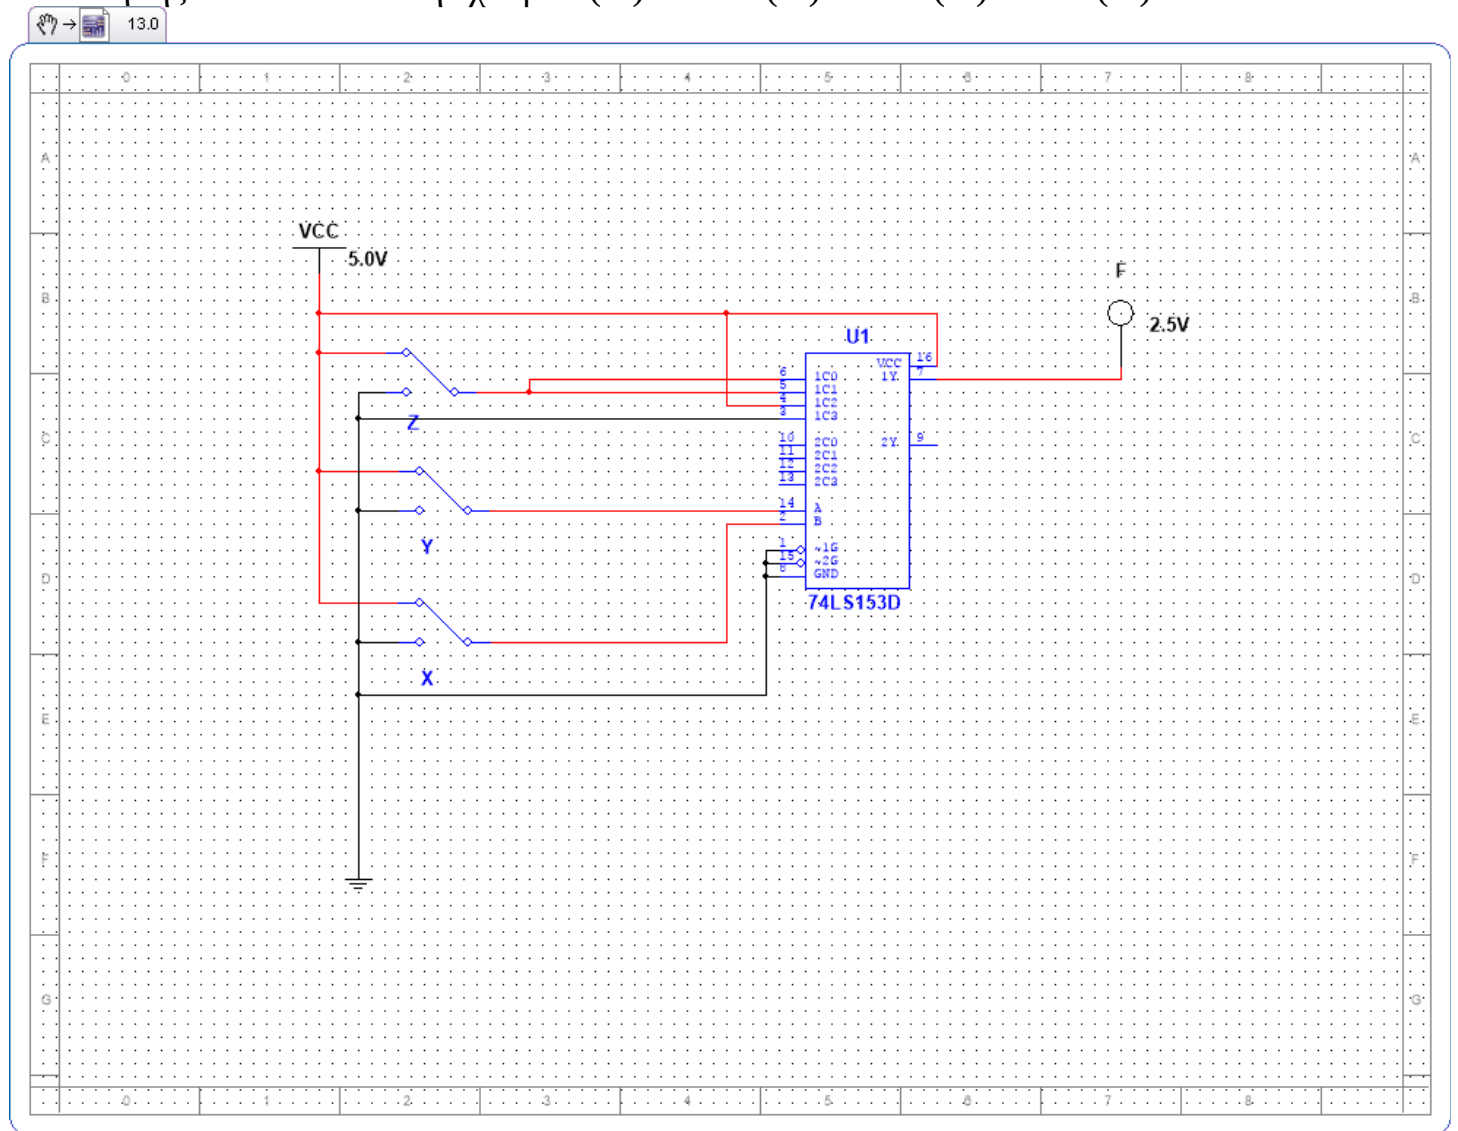 13.0
0 1 2 3 4 5 6 7 8
A A
VCC
5.0V
F
B B
2.5V
U1
VCC 16
6 1C0 1Y 7
5 1C1
4 1C2
3 1C3
Z
C C
10 2C0 2Y 9
11 2C1
12 2C2
13 2C3
14 A
2 B
Y
1 ~1G
15 ~2G
8 GND
D D
74LS153D
X
E E
F F
G G
0 1 2 3 4 5 6 7 8